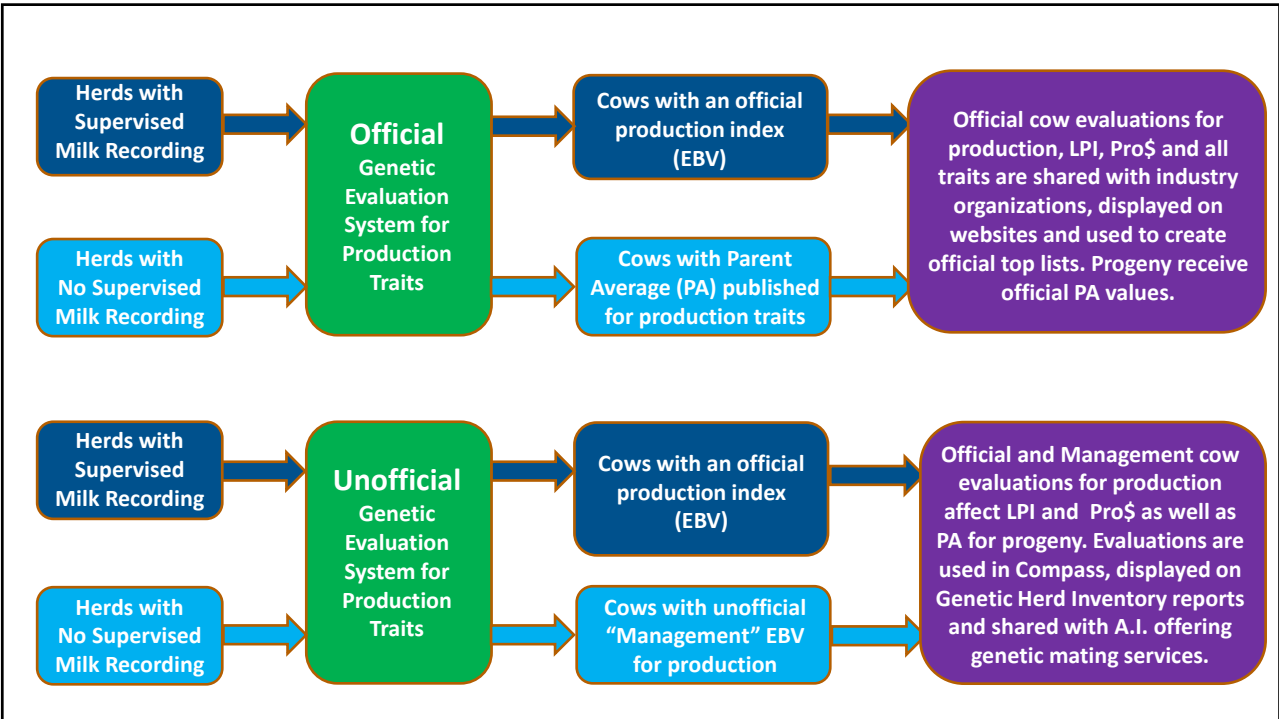 Herds with
Supervised
Milk Recording
Official
Genetic
Evaluation
System for
Production
Traits
Cows with an official
production index
(EBV)
Official cow evaluations for
production, LPI, Pro$ and all
traits are shared with industry
organizations, displayed on
websites and used to create
official top lists. Progeny receive
official PA values.
Herds with
No Supervised
Milk Recording
Cows with Parent
Average (PA) published
for production traits
Herds with
Supervised
Milk Recording
Unofficial
Genetic
Evaluation
System for
Production
Traits
Cows with an official
production index
(EBV)
Official and Management cow
evaluations for production
affect LPI and Pro$ as well as
PA for progeny. Evaluations are
used in Compass, displayed on
Genetic Herd Inventory reports
and shared with A.I. offering
genetic mating services.
Herds with
No Supervised
Milk Recording
Cows with unofficial
“Management” EBV
for production